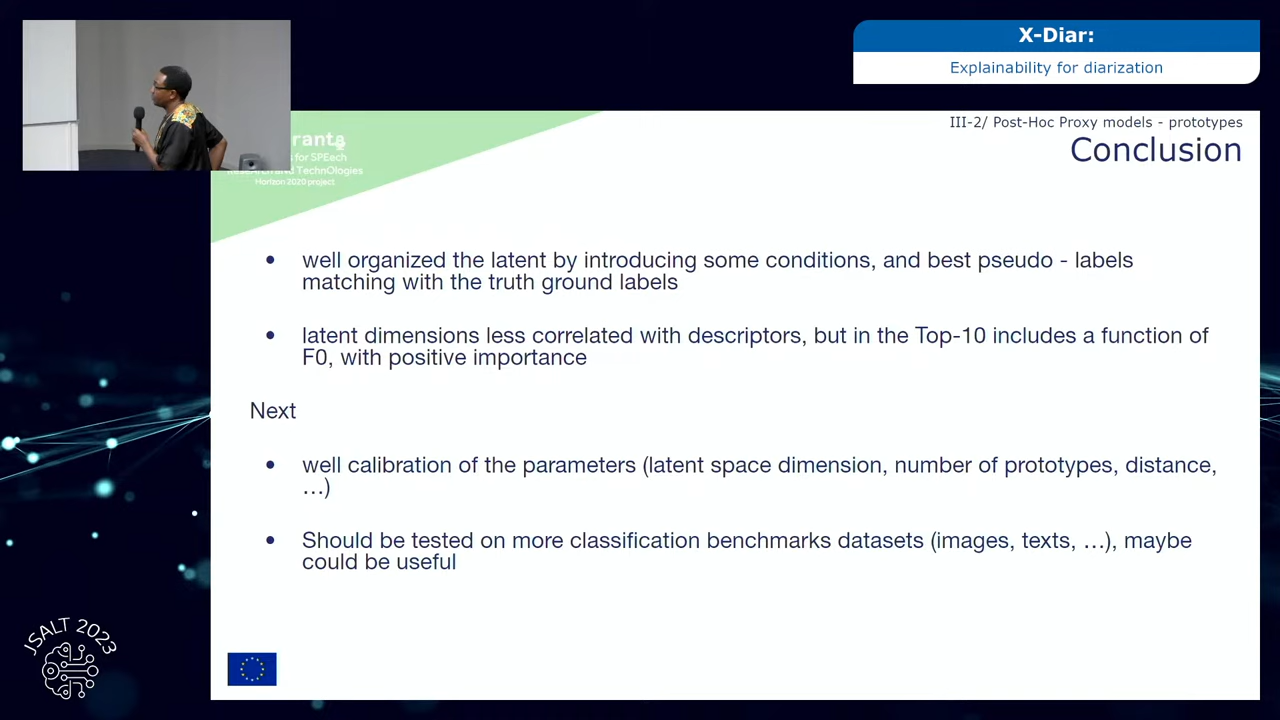 X-Diar:
Explainability for diarization
III-2/ Post-Hoc Proxy models - prototypes
Conclusion
for SPEech
TechnOlogies
Horizon 2020 project
• well organized the latent by introducing some conditions, and best pseudo - labels
matching with the truth ground labels
• latent dimensions less correlated with descriptors, but in the Top-10 includes a function of
F0, with positive importance
Next
• well calibration of the parameters (latent space dimension, number of prototypes, distance,
…)
• Should be tested on more classification benchmarks datasets (images, texts, …), maybe
could be useful
JSALT 2023